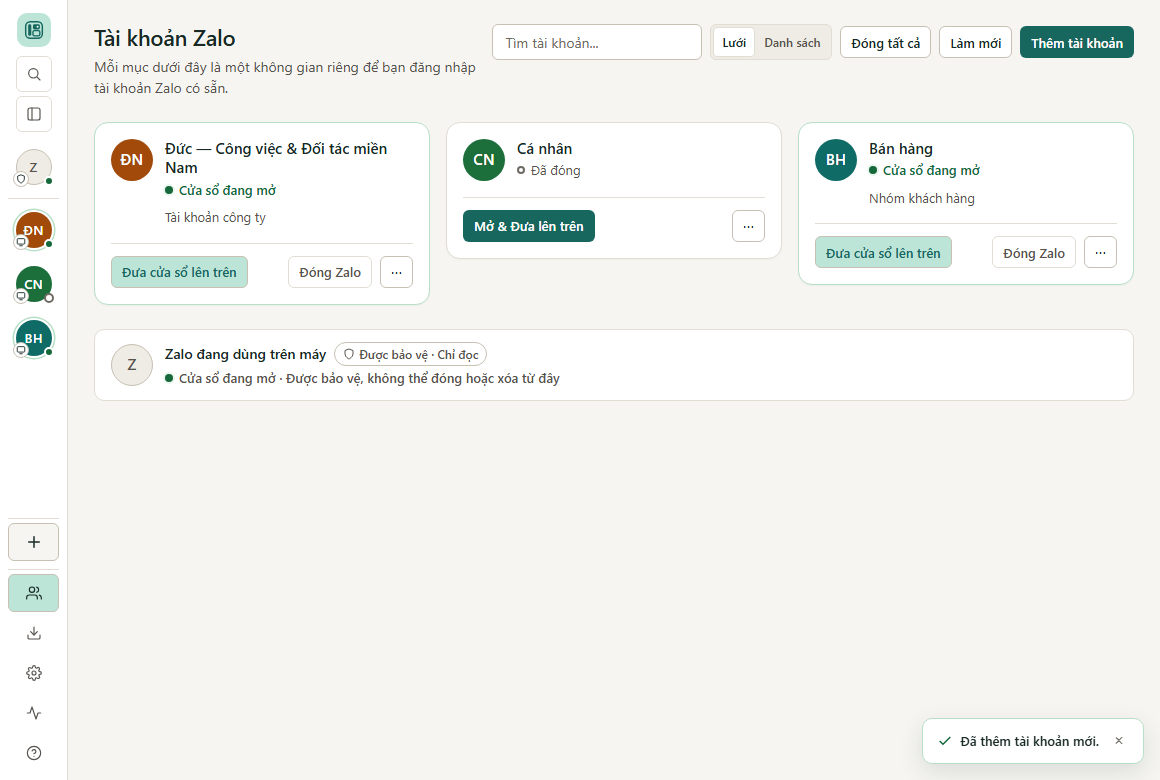 Tài khoản Zalo
Mỗi mục dưới đây là một không gian riêng để bạn đăng nhập
tài khoản Zalo có sẵn.
Tìm tài khoản...
Lưới
Danh sách
Đóng tất cả
Làm mới
Thêm tài khoản
Z
ĐN
CN
BH
ĐN
Đức — Công việc & Đối tác miền
Nam
Cửa sổ đang mở
Tài khoản công ty
Đưa cửa sổ lên trên
Đóng Zalo
...
CN
Cá nhân
Đã đóng
Mở & Đưa lên trên
...
BH
Bán hàng
Cửa sổ đang mở
Nhóm khách hàng
Đưa cửa sổ lên trên
Đóng Zalo
...
Z
Zalo đang dùng trên máy
Được bảo vệ · Chỉ đọc
Cửa sổ đang mở · Được bảo vệ, không thể đóng hoặc xóa từ đây
Đã thêm tài khoản mới.